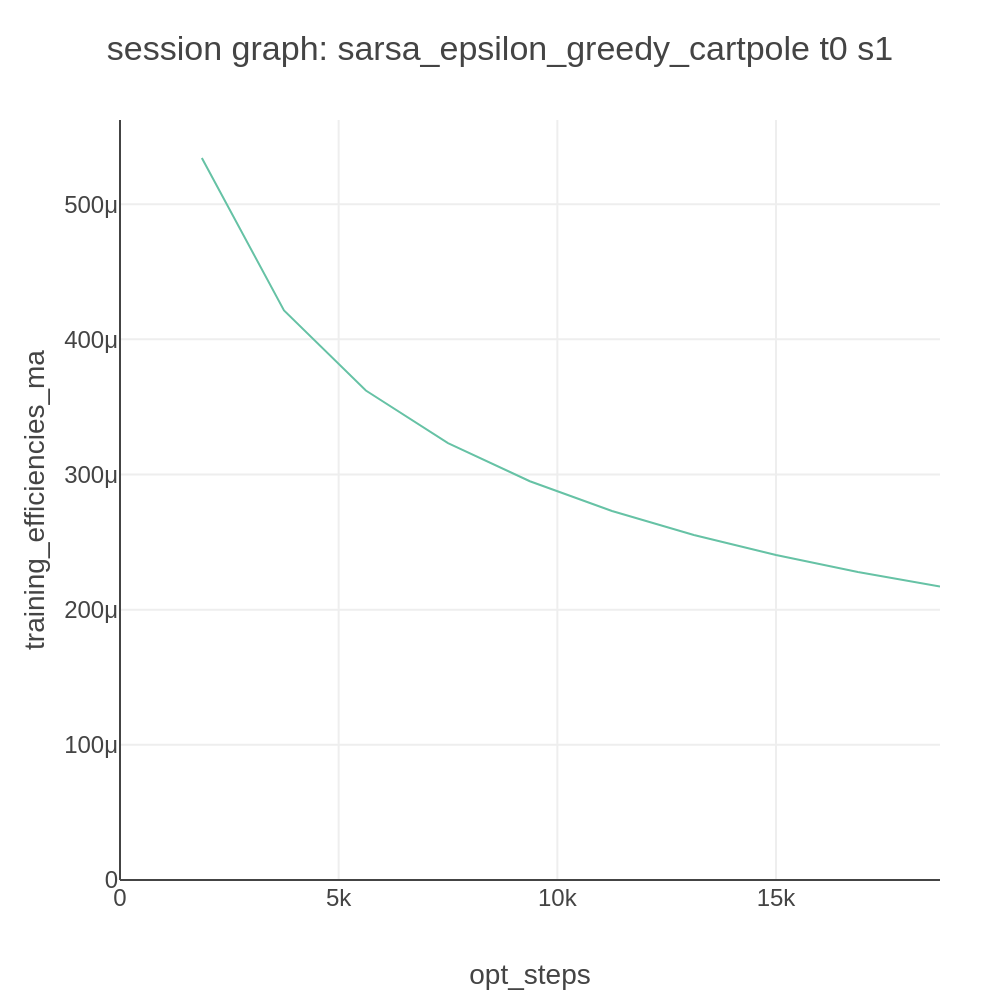 session graph: sarsa_epsilon_greedy_cartpole t0 s1
training_efficiencies_ma
500μ
400μ
300μ
200μ
100μ
0
0
5k
10k
15k
opt_steps